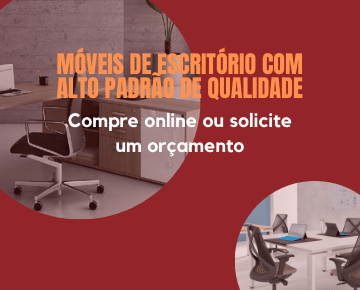 MÓVEIS DE ESCRITÓRIO COM
ALTO PADRÃO DE QUALIDADE
Compre online ou solicite
um orçamento